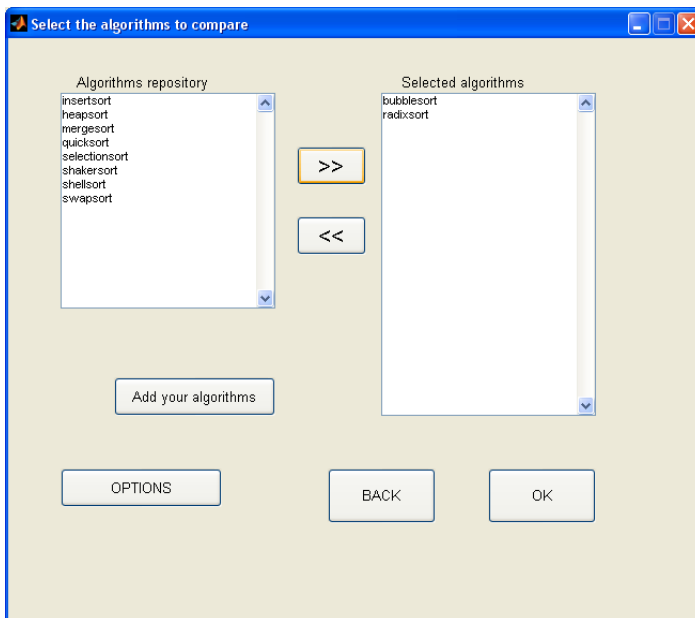 Select the algorithms to compare
Algorithms repository
insertsort
heapsort
mergesort
quicksort
selectionsort
shakersort
shellsort
swapsort
>>
<<
Selected algorithms
bubblesort
radixsort
Add your algorithms
OPTIONS
BACK
OK